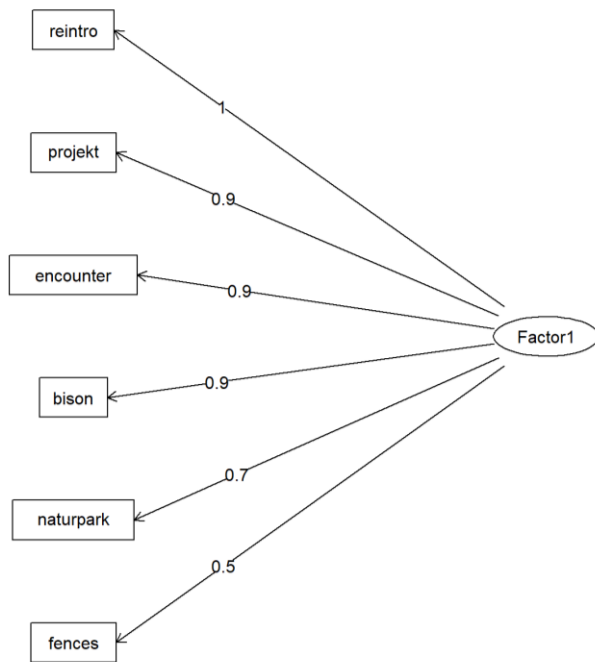 reintro
1
projekt
0.9
encounter
0.9
Factor1
bison
0.9
naturpark
0.7
0.5
fences